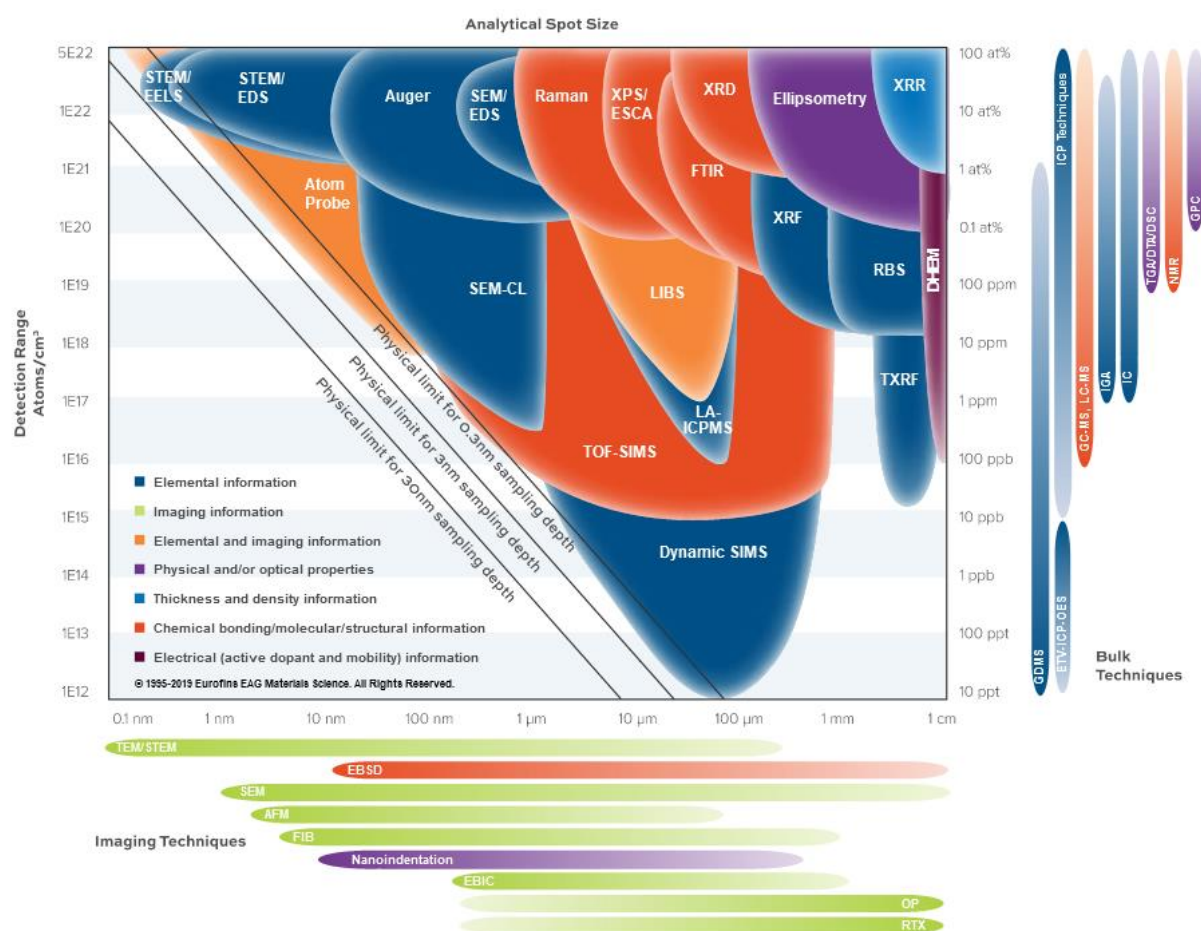 Analytical Spot Size
Detection Range
Atoms/cm³
5E22
1E22
1E21
1E20
1E19
1E18
1E17
1E16
1E15
1E14
1E13
1E12
100 at%
10 at%
1 at%
0.1 at%
100 ppm
10 ppm
1 ppm
100 ppb
10 ppb
1 ppb
100 ppt
10 ppt
STEM/
EELS
STEM/
EDS
Auger
SEM/
EDS
Raman
XPS/
ESCA
XRD
Ellipsometry
XRR
FTIR
Atom
Probe
XRF
RBS
DHEM
SEM-CL
LIBS
TXRF
LA-
ICPMS
TOF-SIMS
Dynamic SIMS
Physical limit for 0.3nm sampling depth
Physical limit for 3nm sampling depth
Physical limit for 30nm sampling depth
Elemental information
Imaging information
Elemental and imaging information
Physical and/or optical properties
Thickness and density information
Chemical bonding/molecular/structural information
Electrical (active dopant and mobility) information
© 1995-2019 Eurofins EAG Materials Science. All Rights Reserved.
0.1 nm
1 nm
10 nm
100 nm
1 μm
10 μm
100 μm
1 mm
1 cm
GDMS
ICP Techniques
ETV-ICP-OES
GC-MS, LC-MS
IGA
IC
TGA/DTA/DSC
NMR
GPC
Bulk
Techniques
Imaging Techniques
TEM/STEM
EBSD
SEM
AFM
FIB
Nanoindentation
EBIC
OP
RTX